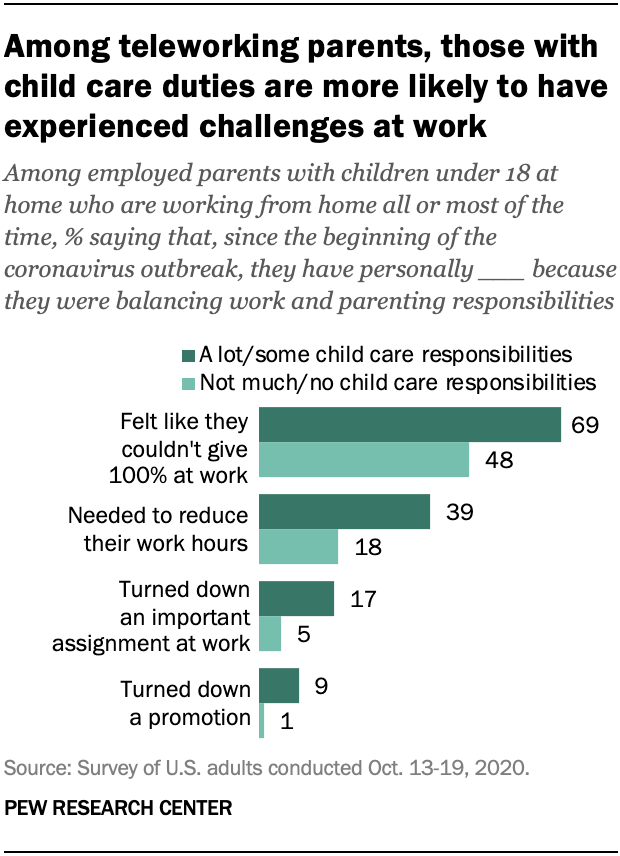 Among teleworking parents, those with
child care duties are more likely to have
experienced challenges at work
Among employed parents with children under 18 at
home who are working from home all or most of the
time, % saying that, since the beginning of the
coronavirus outbreak, they have personally ___ because
they were balancing work and parenting responsibilities
A lot/some child care responsibilities
Not much/no child care responsibilities
Felt like they
couldn't give
100% at work
69
48
Needed to reduce
their work hours
39
18
Turned down
an important
assignment at work
17
5
Turned down
a promotion
9
1
Source: Survey of U.S. adults conducted Oct. 13-19, 2020.
PEW RESEARCH CENTER